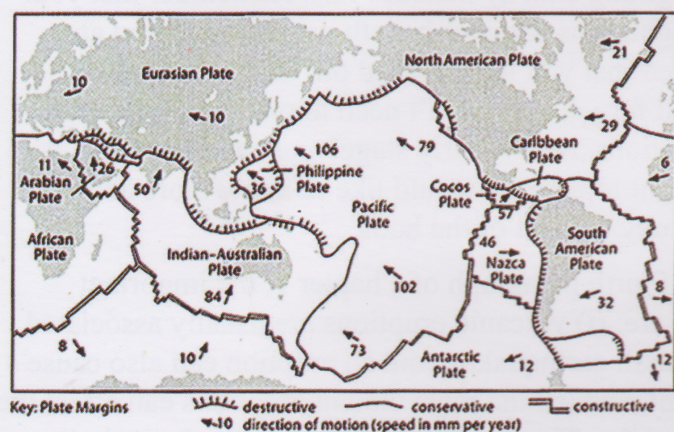 21
North American Plate
10
Eurasian Plate
10
29
79
106
Caribbean
Plate
11
26
50
36
Philippine
Plate
6
Arabian
Plate
Cocos
Plate
57
Pacific
Plate
South
American
Plate
African
Plate
Indian-Australian
Plate
46
Nazca
Plate
102
84
32
8
73
8
10
Antarctic
Plate
12
12
Key: Plate Margins
destructive
conservative
constructive
10
direction of motion (speed in mm per year)